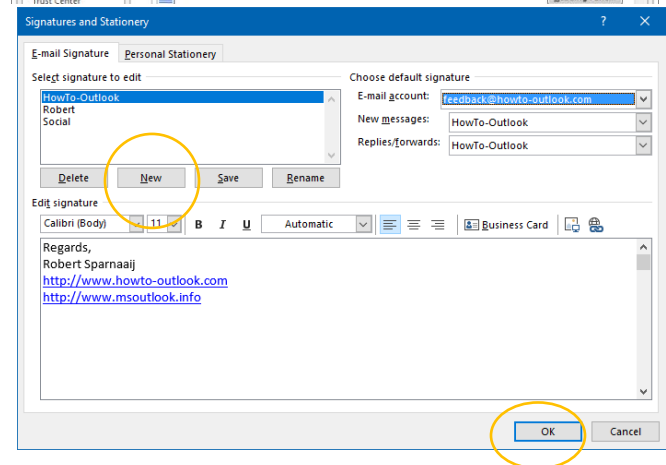 Trust Center
Signatures and Stationery ? ×
E-mail Signature Personal Stationery
Select signature to edit Choose default signature
HowTo-Outlook
Robert
Social
E-mail account: feedback@howto-outlook.com
New messages: HowTo-Outlook
Replies/forwards: HowTo-Outlook
Delete New Save Rename
Edit signature
Calibri (Body) 11 B I U Automatic Business Card
Regards,
Robert Sparnaaij
http://www.howto-outlook.com
http://www.msoutlook.info
OK Cancel